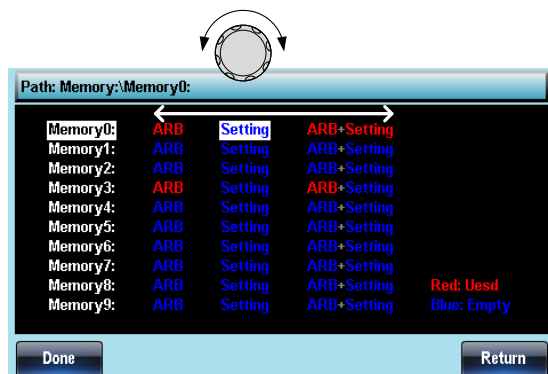 Path: Memory:\Memory0:
Memory0: ARB Setting ARB+Setting
Memory1: ARB Setting ARB+Setting
Memory2: ARB Setting ARB+Setting
Memory3: ARB Setting ARB+Setting
Memory4: ARB Setting ARB+Setting
Memory5: ARB Setting ARB+Setting
Memory6: ARB Setting ARB+Setting
Memory7: ARB Setting ARB+Setting
Memory8: ARB Setting ARB+Setting Red: Uesd
Memory9: ARB Setting ARB+Setting Blue: Empty
Done Return